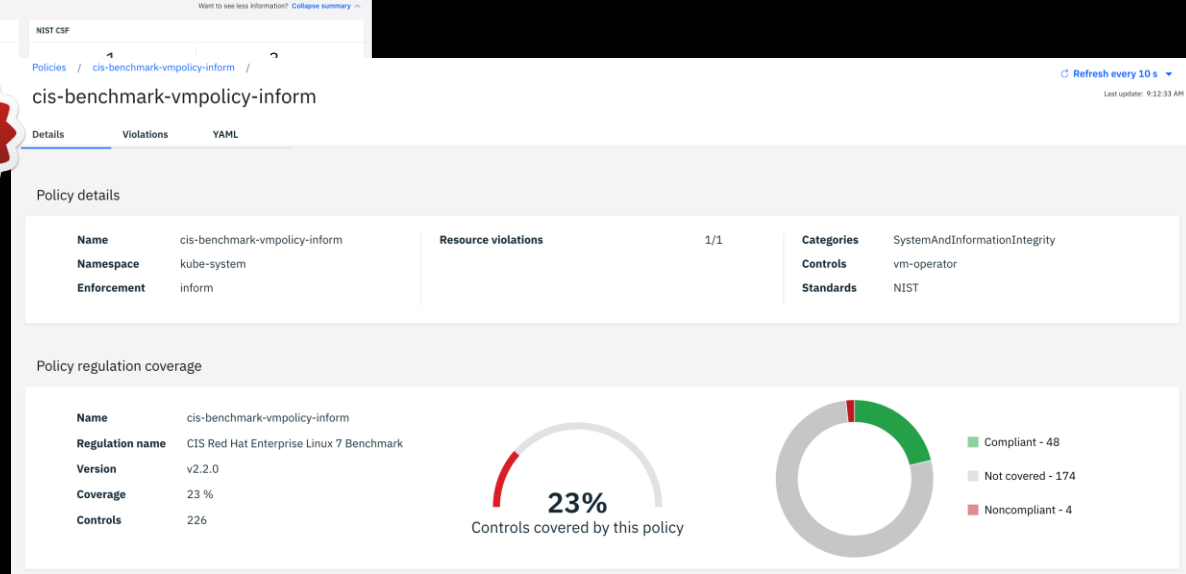 Want to see less information? Collapse summary
NIST CSF
Policies / cis-benchmark-vmpolicy-inform /
Refresh every 10 s
cis-benchmark-vmpolicy-inform
Last update: 9:12:33 AM
Details Violations YAML
Policy details
Name cis-benchmark-vmpolicy-inform Resource violations 1/1 Categories SystemAndInformationIntegrity
Namespace kube-system Controls vm-operator
Enforcement inform Standards NIST
Policy regulation coverage
Name cis-benchmark-vmpolicy-inform
Regulation name CIS Red Hat Enterprise Linux 7 Benchmark
Version v2.2.0
Coverage 23 %
Controls 226
23%
Controls covered by this policy
Compliant - 48
Not covered - 174
Noncompliant - 4